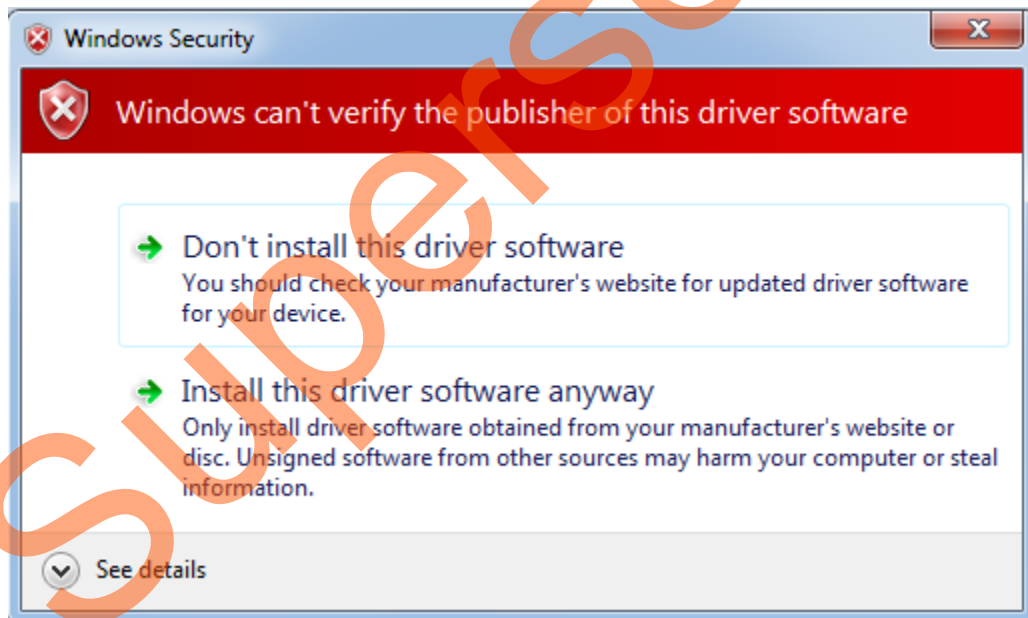 Windows Security
Windows can't verify the publisher of this driver software
Don't install this driver software
You should check your manufacturer's website for updated driver software
for your device.
Install this driver software anyway
Only install driver software obtained from your manufacturer's website or
disc. Unsigned software from other sources may harm your computer or steal
information.
See details